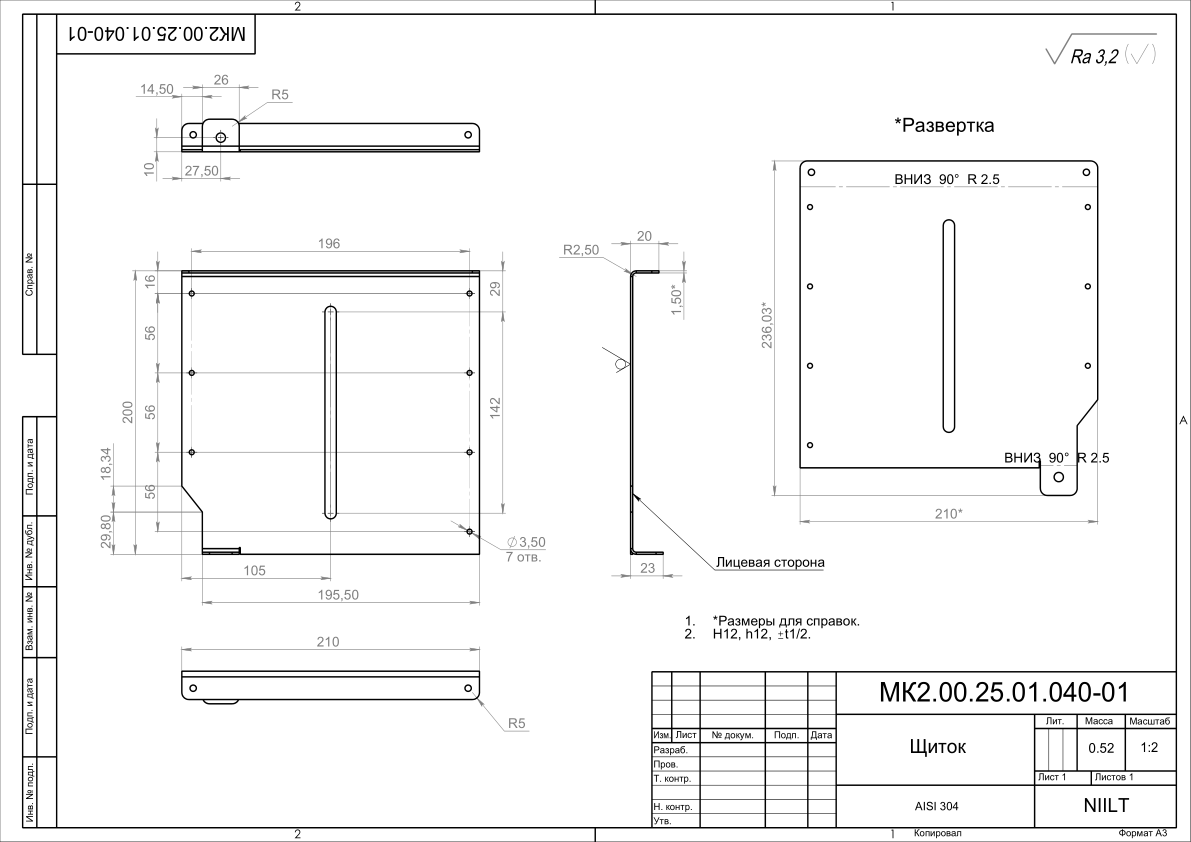 2
1
МК2.00.25.01.040-01
Ra 3,2
14,50
26
R5
10
27,50
*Развертка
ВНИЗ 90° R 2.5
236,03*
ВНИЗ 90° R 2.5
210*
196
16
29
56
200
56
142
18,34
56
29,80
∅3,50
7 отв.
105
195,50
R2,50
20
1,50*
Лицевая сторона
23
210
R5
1. *Размеры для справок.
2. H12, h12, ±t1/2.
Справ. №
Подп. и дата
Инв. № дубл.
Взам. инв. №
Подп. и дата
Инв. № подл.
A
МК2.00.25.01.040-01
Лит. Масса Масштаб
Изм. Лист № докум. Подп. Дата
Щиток
0.52 1:2
Разраб.
Пров.
Т. контр.
Лист 1 Листов 1
AISI 304
NIILT
Н. контр.
Утв.
2
1
Копировал
Формат А3